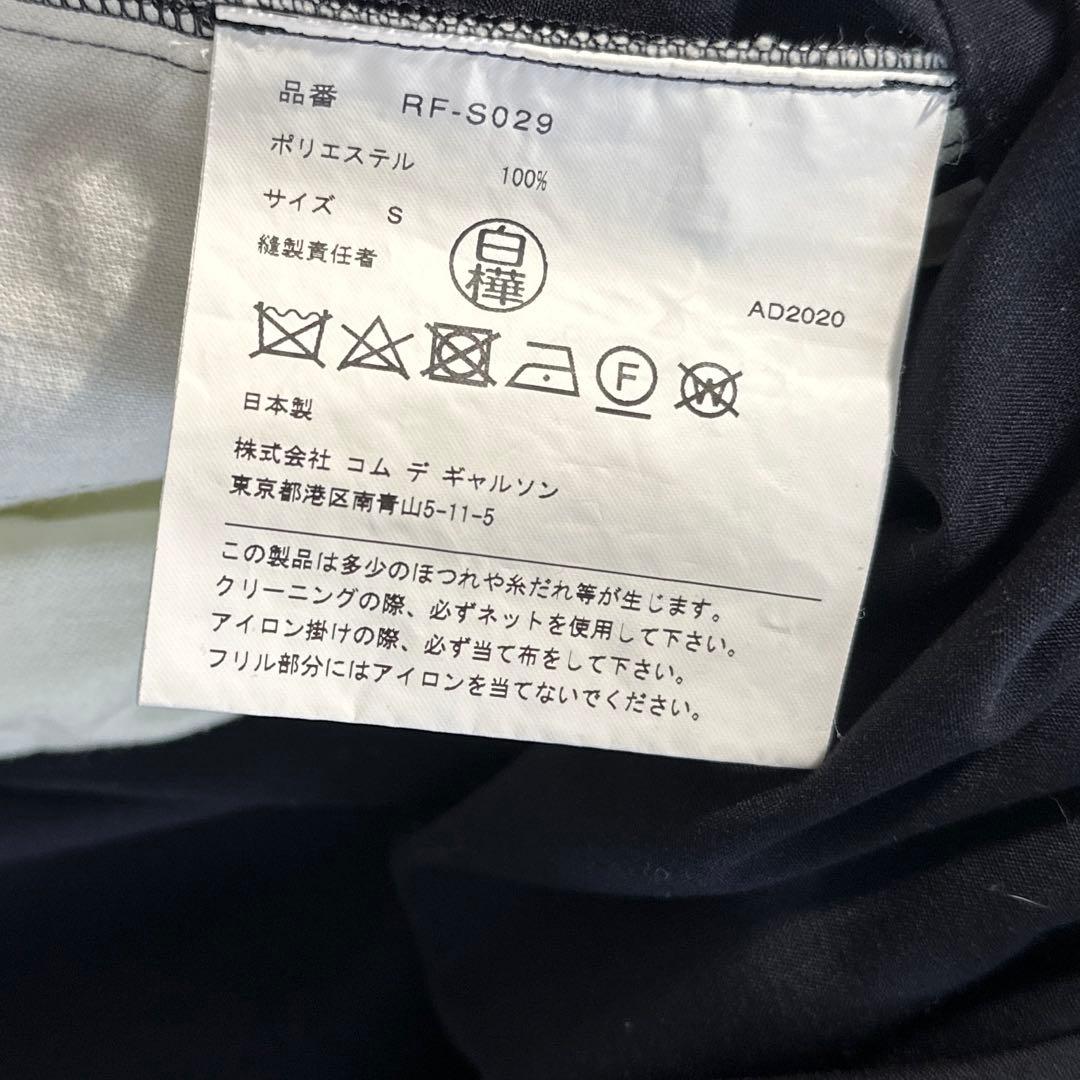 品番 RF-S029
ポリエステル 100%
サイズ S
縫製責任者 白樺
AD2020
F W
日本製
株式会社 コム デ ギャルソン
東京都港区南青山5-11-5
この製品は多少のほつれや糸だれ等が生じます。
クリーニングの際、必ずネットを使用して下さい。
アイロン掛けの際、必ず当て布をして下さい。
フリル部分にはアイロンを当てないでください。